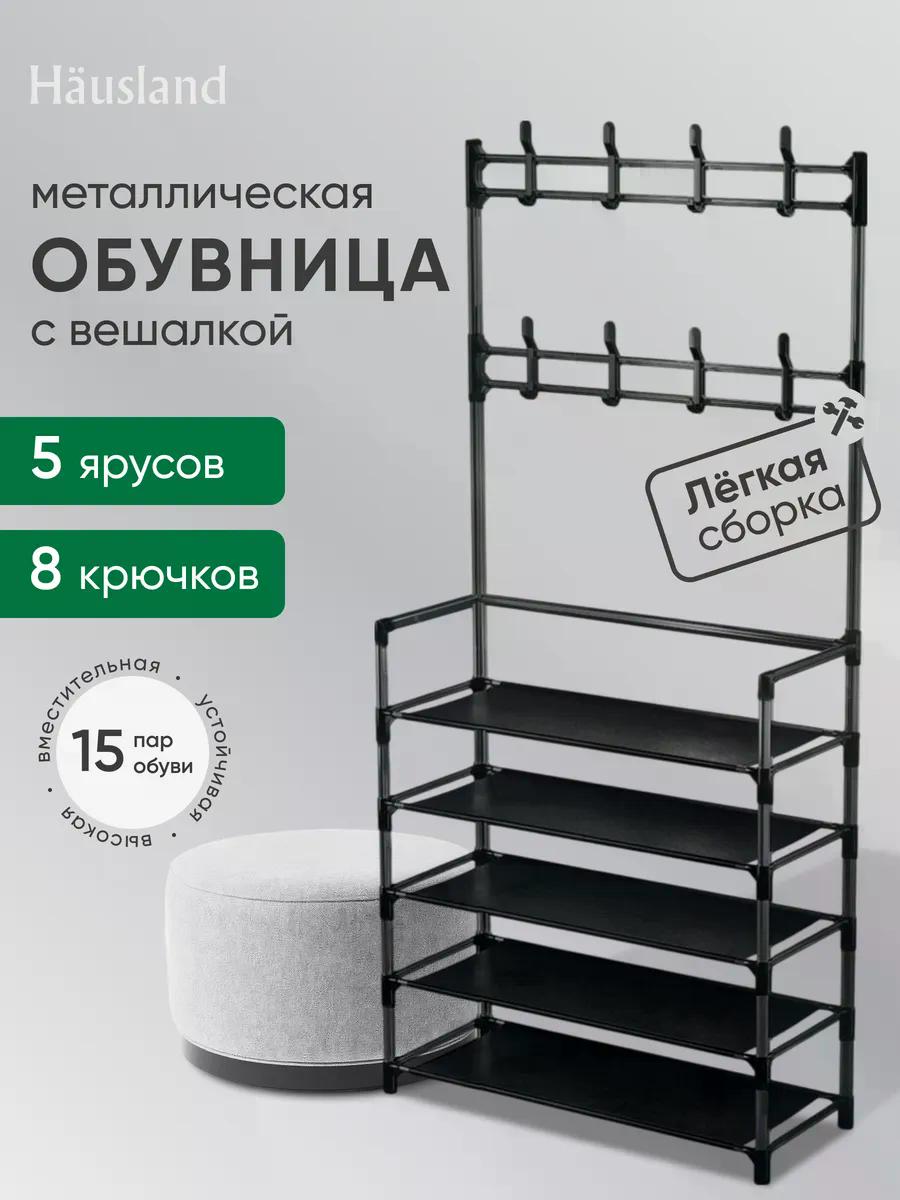 Häusland
металлическая
ОБУВНИЦА
с вешалкой
5 ярусов
8 крючков
Лёгкая
сборка
вместительная · устойчивая · высокая ·
15 пар
обуви